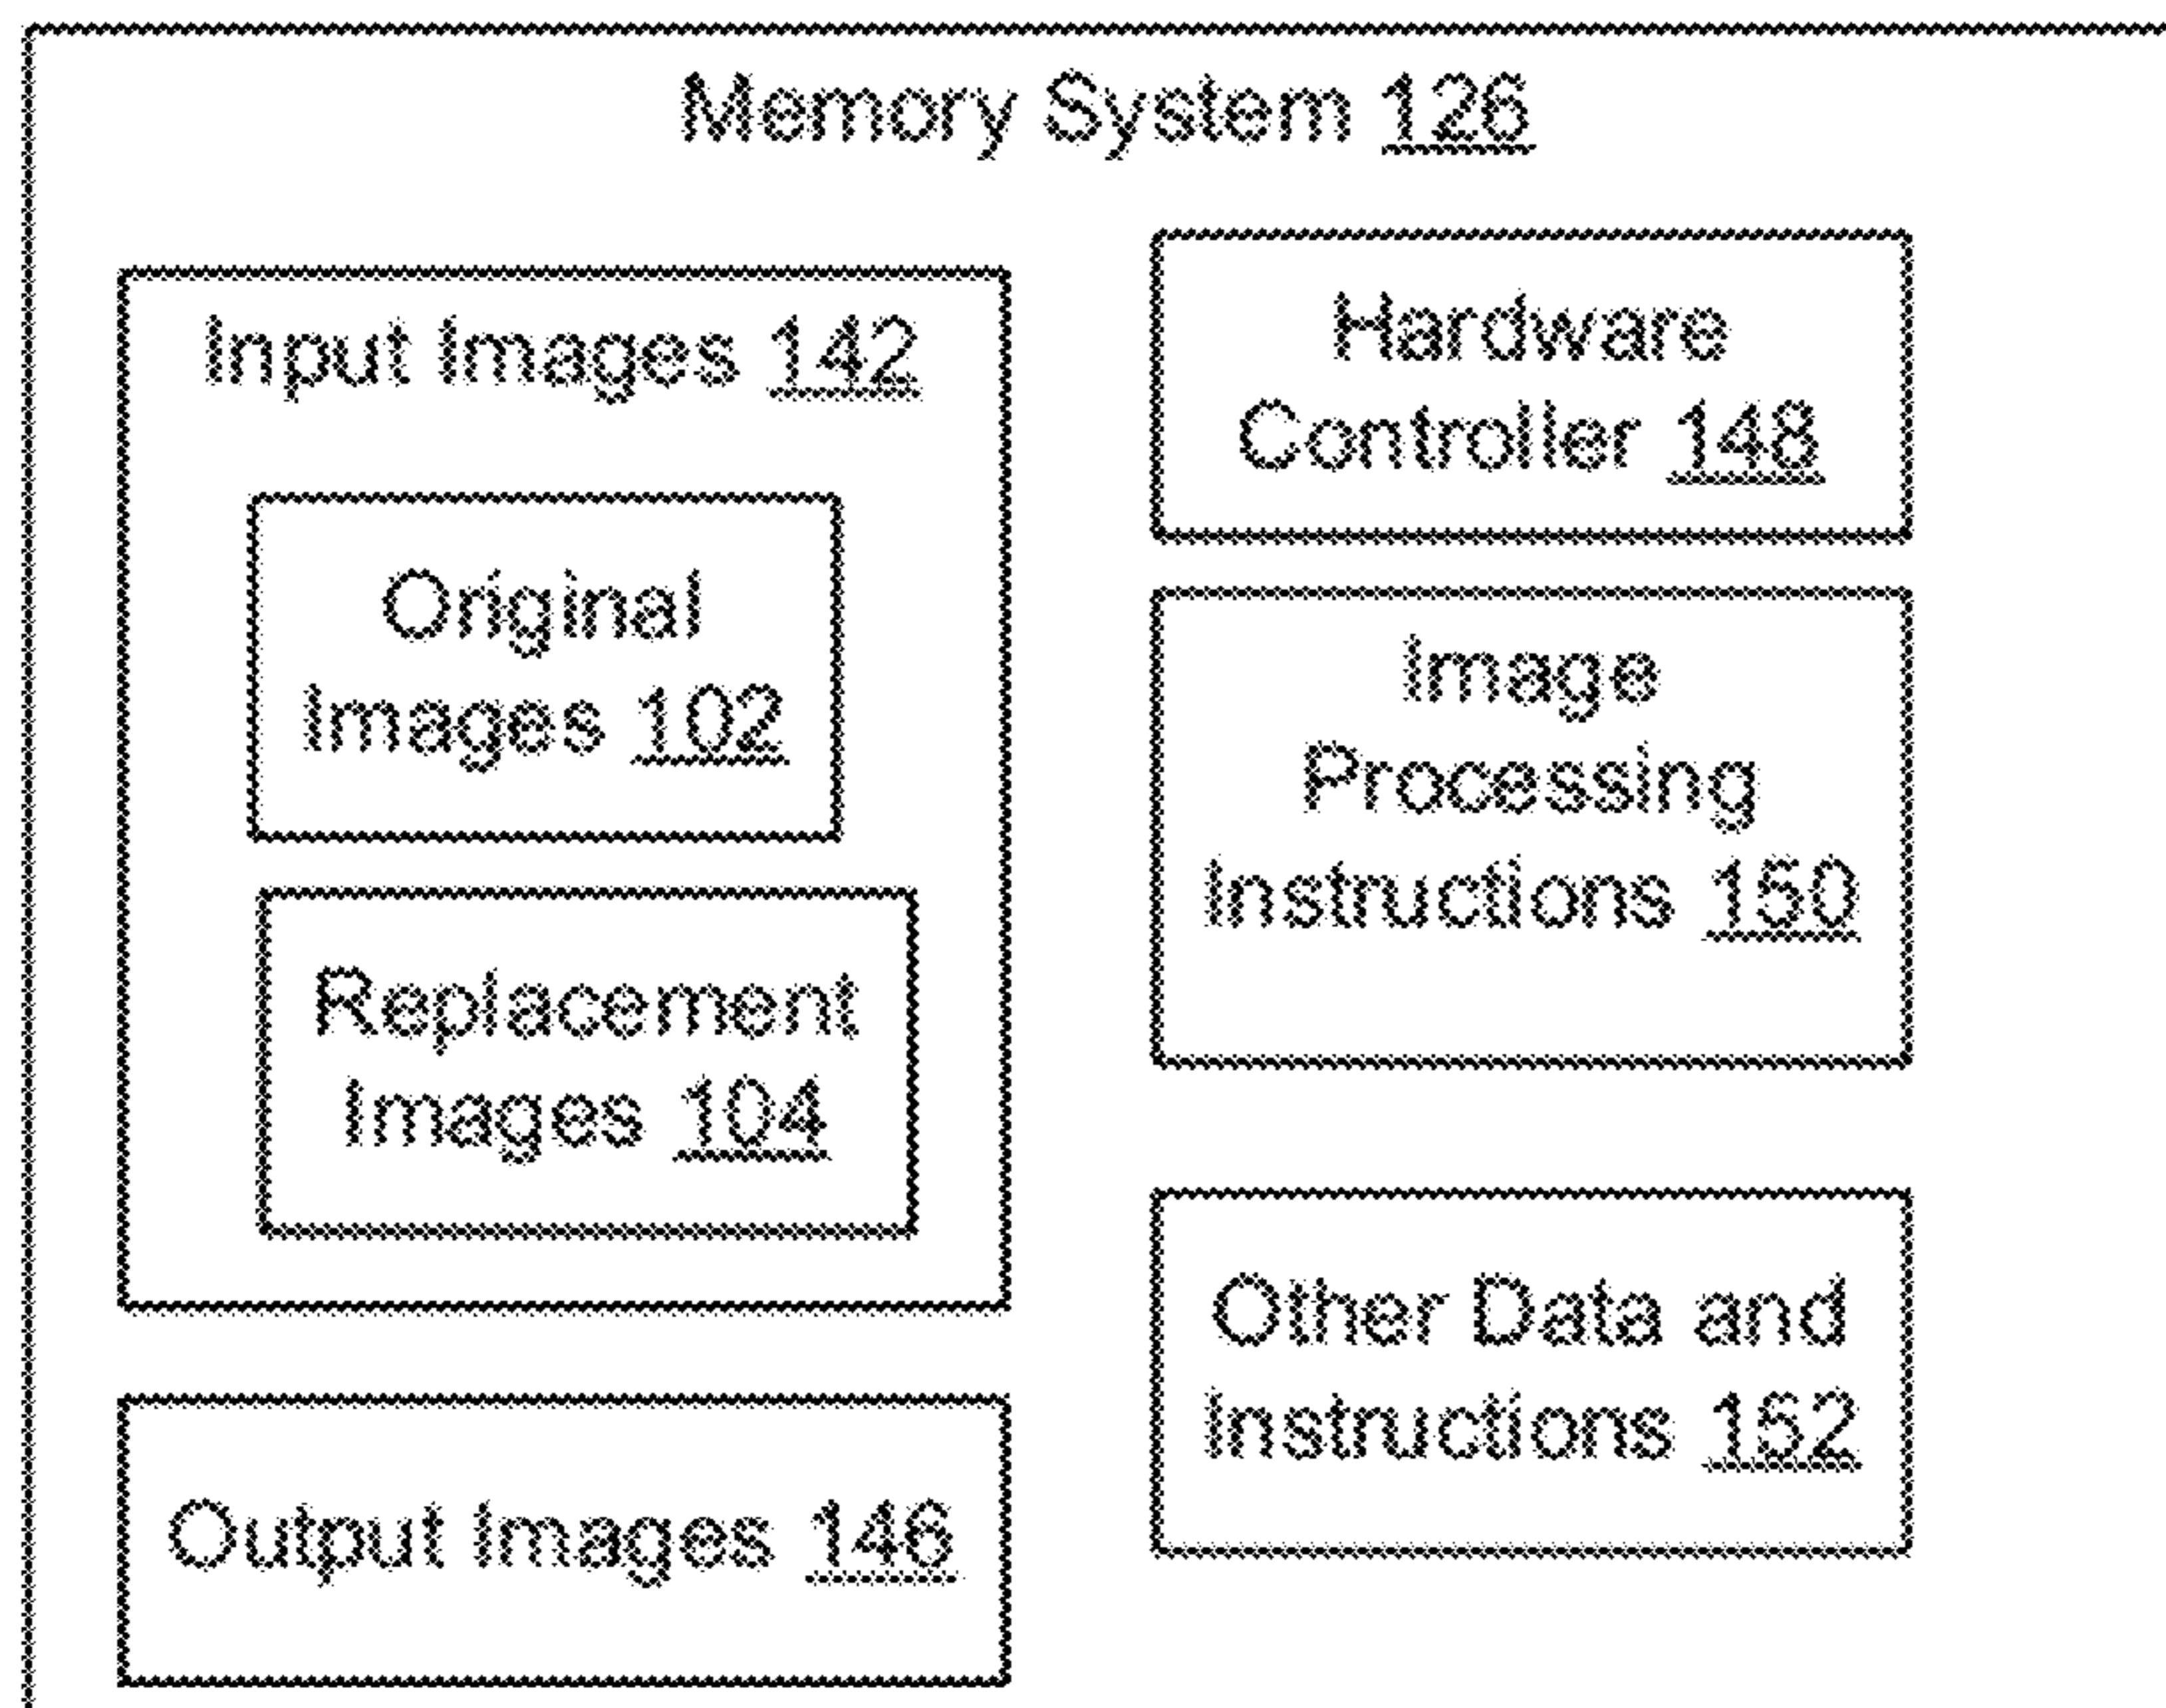 Memory System 126
Input Images 142
Original
Images 102
Replacement
Images 104
Output Images 146
Hardware
Controller 148
Image
Processing
Instructions 150
Other Data and
Instructions 152